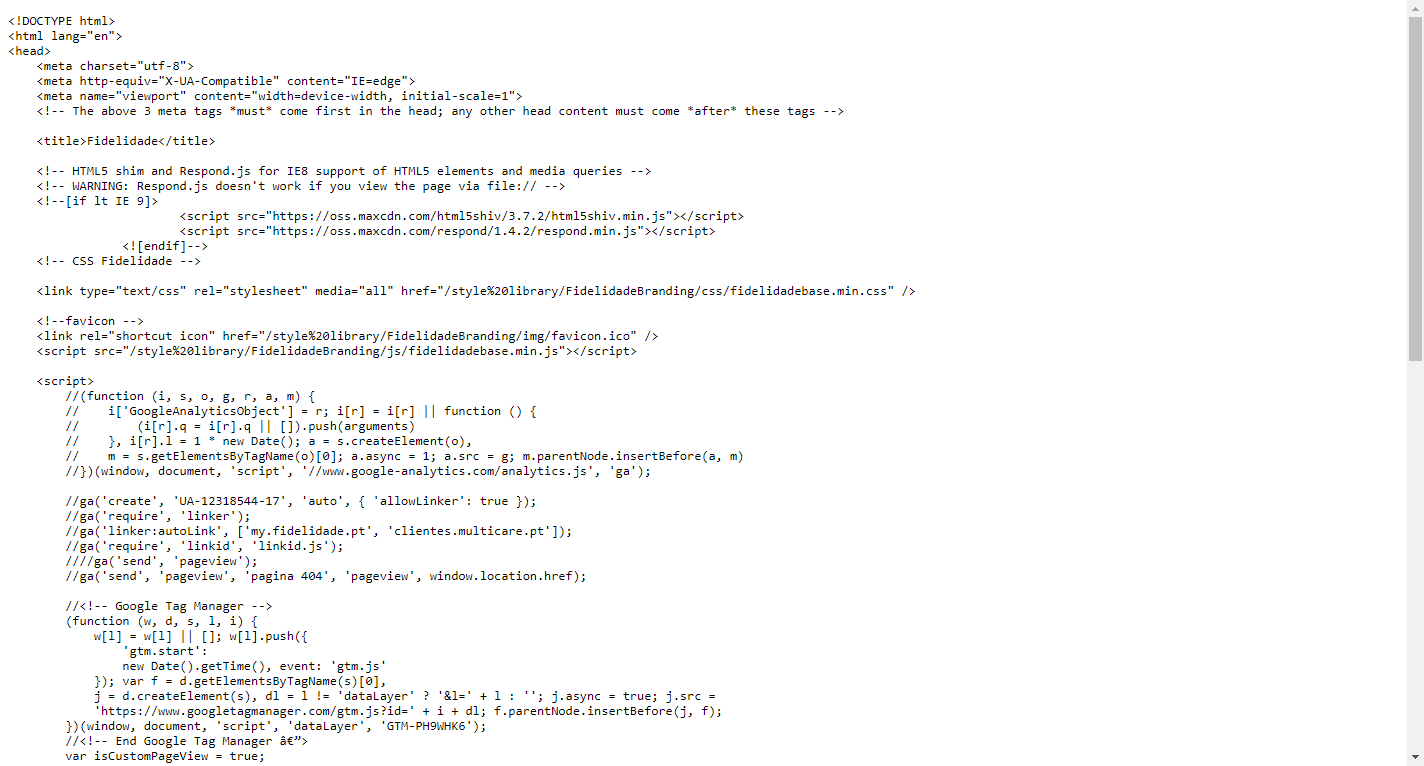 <!DOCTYPE html>
<html lang="en">
<head>
    <meta charset="utf-8">
    <meta http-equiv="X-UA-Compatible" content="IE=edge">
    <meta name="viewport" content="width=device-width, initial-scale=1">
    <!-- The above 3 meta tags *must* come first in the head; any other head content must come *after* these tags -->

    <title>Fidelidade</title>

    <!-- HTML5 shim and Respond.js for IE8 support of HTML5 elements and media queries -->
    <!-- WARNING: Respond.js doesn't work if you view the page via file:// -->
    <!--[if lt IE 9]>
                        <script src="https://oss.maxcdn.com/html5shiv/3.7.2/html5shiv.min.js"></script>
                        <script src="https://oss.maxcdn.com/respond/1.4.2/respond.min.js"></script>
                <![endif]-->
    <!-- CSS Fidelidade -->

    <link type="text/css" rel="stylesheet" media="all" href="/style%20library/FidelidadeBranding/css/fidelidadebase.min.css" />

    <!--favicon -->
    <link rel="shortcut icon" href="/style%20library/FidelidadeBranding/img/favicon.ico" />
    <script src="/style%20library/FidelidadeBranding/js/fidelidadebase.min.js"></script>

    <script>
        //(function (i, s, o, g, r, a, m) {
        //    i['GoogleAnalyticsObject'] = r; i[r] = i[r] || function () {
        //        (i[r].q = i[r].q || []).push(arguments)
        //    }, i[r].l = 1 * new Date(); a = s.createElement(o),
        //    m = s.getElementsByTagName(o)[0]; a.async = 1; a.src = g; m.parentNode.insertBefore(a, m)
        //})(window, document, 'script', '//www.google-analytics.com/analytics.js', 'ga');

        //ga('create', 'UA-12318544-17', 'auto', { 'allowLinker': true });
        //ga('require', 'linker');
        //ga('linker:autoLink', ['my.fidelidade.pt', 'clientes.multicare.pt']);
        //ga('require', 'linkid', 'linkid.js');
        ////ga('send', 'pageview');
        //ga('send', 'pageview', 'pagina 404', 'pageview', window.location.href);

        //<!-- Google Tag Manager -->
        (function (w, d, s, l, i) {
            w[l] = w[l] || []; w[l].push({
                'gtm.start':
                new Date().getTime(), event: 'gtm.js'
            }); var f = d.getElementsByTagName(s)[0],
            j = d.createElement(s), dl = l != 'dataLayer' ? '&l=' + l : ''; j.async = true; j.src =
            'https://www.googletagmanager.com/gtm.js?id=' + i + dl; f.parentNode.insertBefore(j, f);
        })(window, document, 'script', 'dataLayer', 'GTM-PH9WHK6');
        //<!-- End Google Tag Manager â€”>
        var isCustomPageView = true;